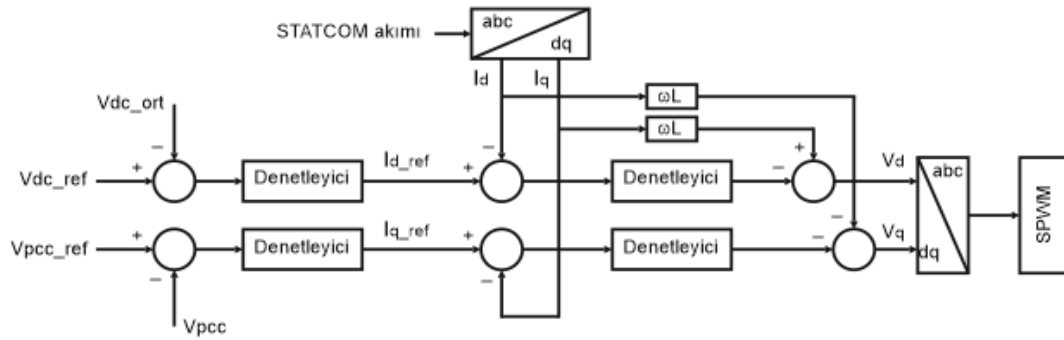 abc
STATCOM akımı
dq
Id
Iq
ωL
Vdc_ort
ωL
−
−
+
+
Id_ref
+
−
Vd
abc
Vdc_ref
Denetleyici
Denetleyici
SPWM
Iq_ref
−
+
+
−
Vq
Vpcc_ref
Denetleyici
Denetleyici
dq
−
−
Vpcc